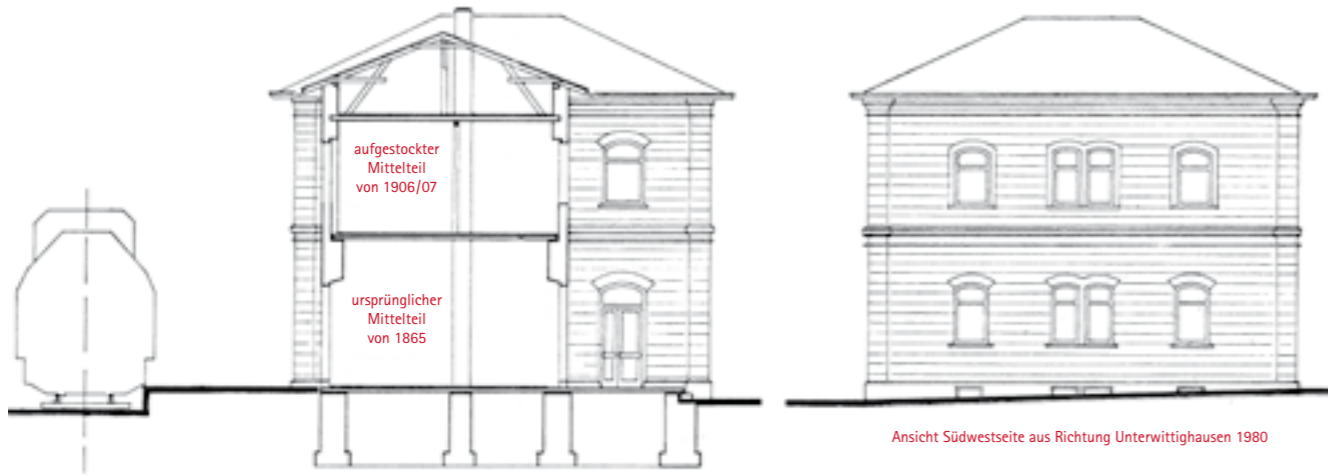 aufgestockter
Mittelteil
von 1906/07
ursprünglicher
Mittelteil
von 1865
Ansicht Südwestseite aus Richtung Unterwittighausen 1980